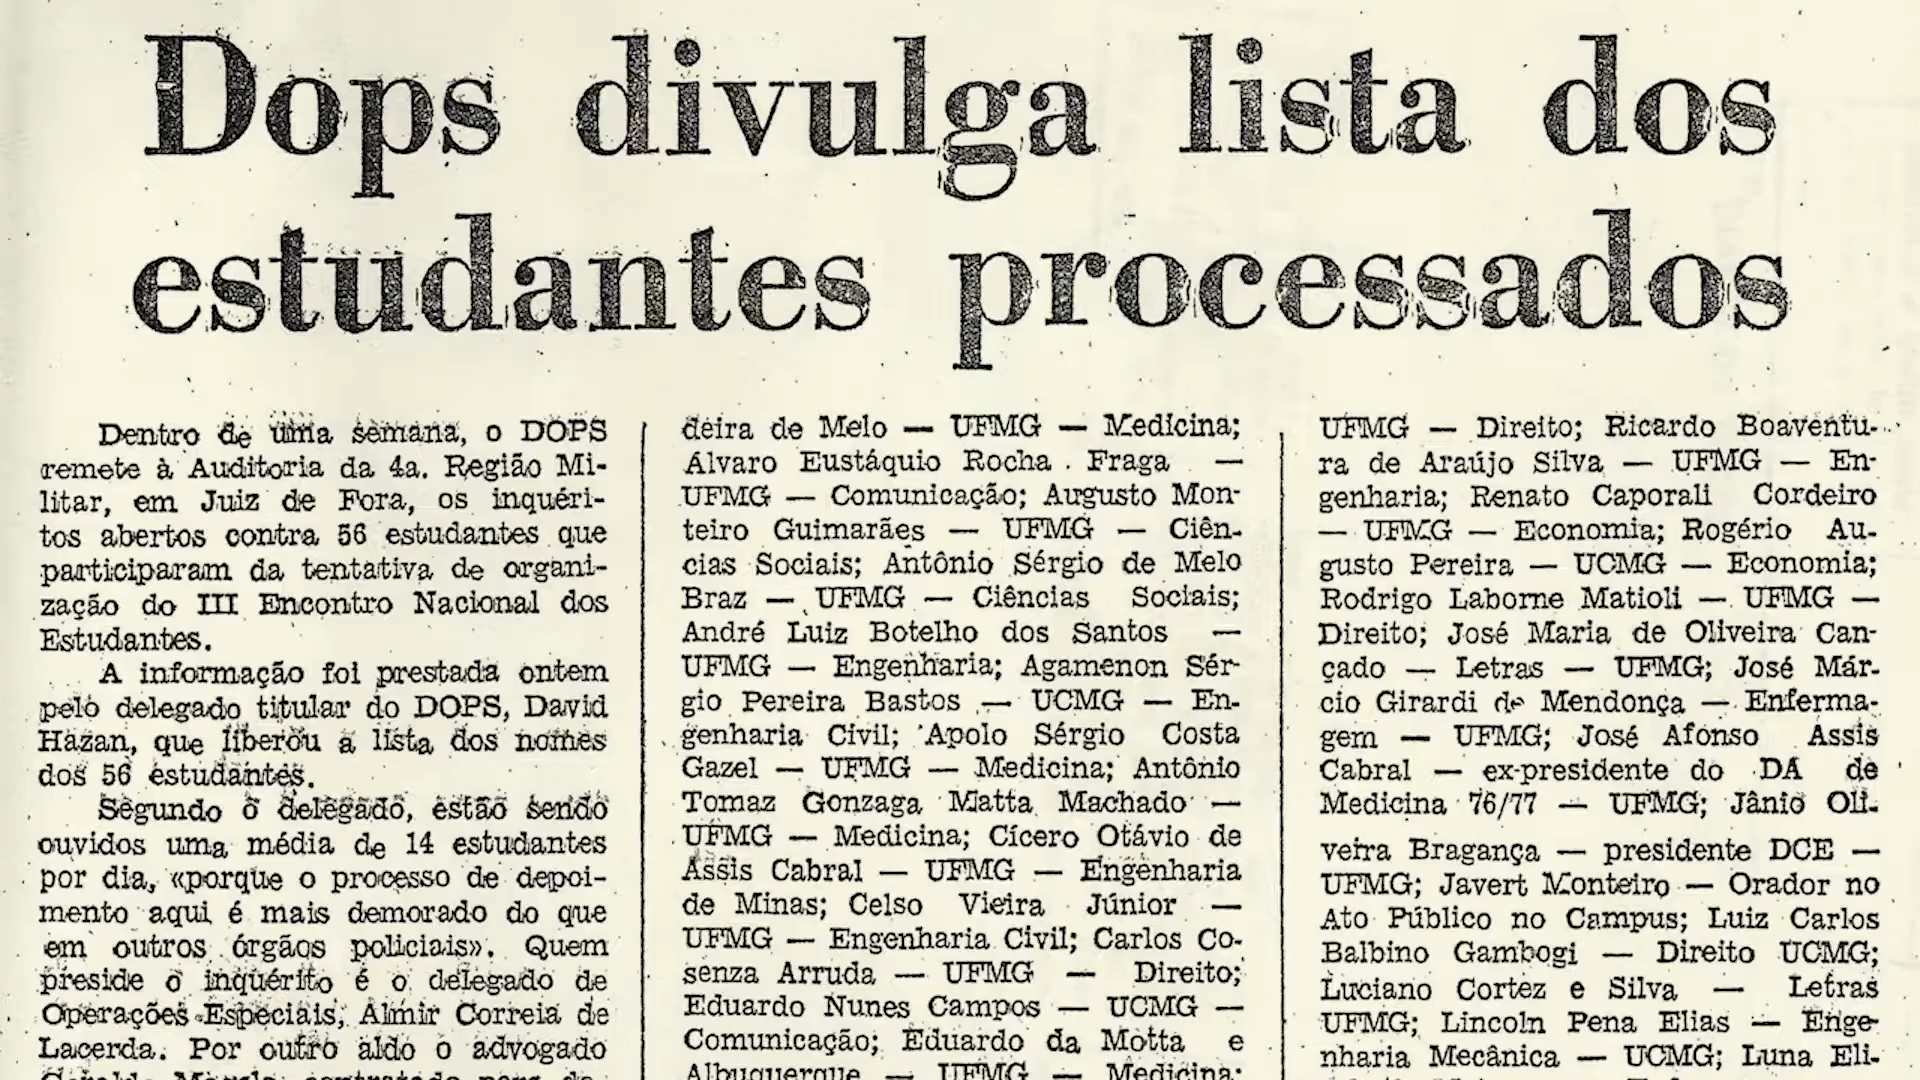 Dops divulga lista dos
estudantes processados
Dentro de uma semana, o DOPS
remete à Auditoria da 4a. Região Mi-
litar, em Juiz de Fora, os inquéri-
tos abertos contra 56 estudantes que
participaram da tentativa de organi-
zação do III Encontro Nacional dos
Estudantes.
A informação foi prestada ontem
pelo delegado titular do DOPS, David
Hazan, que liberou a lista dos nomes
dos 56 estudantes.
Segundo o delegado, estão sendo
ouvidos uma média de 14 estudantes
por dia, «porque o processo de depoi-
mento aqui é mais demorado do que
em outros órgãos policiais». Quem
preside o inquérito é o delegado de
Operações Especiais, Almir Correia de
Lacerda. Por outro aldo o advogado
deira de Melo — UFMG — Medicina;
Álvaro Eustáquio Rocha Fraga —
UFMG — Comunicação; Augusto Mon-
teiro Guimarães — UFMG — Ciên-
cias Sociais; Antônio Sérgio de Melo
Braz — UFMG — Ciências Sociais;
André Luiz Botelho dos Santos —
UFMG — Engenharia; Agamenon Sér-
gio Pereira Bastos — UCMG — En-
genharia Civil; Apolo Sérgio Costa
Gazel — UFMG — Medicina; Antônio
Tomaz Gonzaga Matta Machado —
UFMG — Medicina; Cícero Otávio de
Assis Cabral — UFMG — Engenharia
de Minas; Celso Vieira Júnior —
UFMG — Engenharia Civil; Carlos Co-
senza Arruda — UFMG — Direito;
Eduardo Nunes Campos — UCMG —
Comunicação; Eduardo da Motta e
Albuquerque — UFMG — Medicina;
UFMG — Direito; Ricardo Boaventu-
ra de Araújo Silva — UFMG — En-
genharia; Renato Caporali Cordeiro
— UFMG — Economia; Rogério Au-
gusto Pereira — UCMG — Economia;
Rodrigo Laborne Matioli — UFMG —
Direito; José Maria de Oliveira Can-
çado — Letras — UFMG; José Már-
cio Girardi de Mendonça — Enferma-
gem — UFMG; José Afonso Assis
Cabral — ex-presidente do DA de
Medicina 76/77 — UFMG; Jânio Oli-
veira Bragança — presidente DCE —
UFMG; Javert Monteiro — Orador no
Ato Público no Campus; Luiz Carlos
Balbino Gambogi — Direito UCMG;
Luciano Cortez e Silva — Letras
UFMG; Lincoln Pena Elias — Enge-
nharia Mecânica — UCMG; Luna Eli-